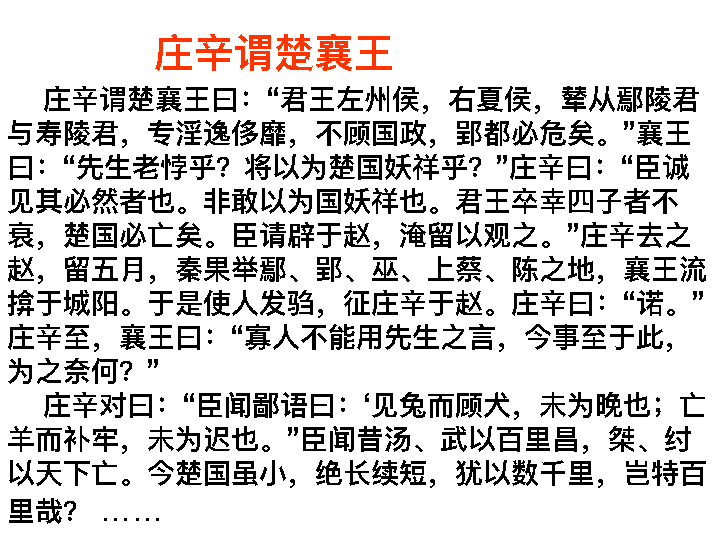 庄辛谓楚襄王
庄辛谓楚襄王曰：“君王左州侯，右夏侯，辇从鄢陵君
与寿陵君，专淫逸侈靡，不顾国政，郢都必危矣。”襄王
曰：“先生老悖乎？将以为楚国妖祥乎？”庄辛曰：“臣诚
见其必然者也。非敢以为国妖祥也。君王卒幸四子者不
衰，楚国必亡矣。臣请辟于赵，淹留以观之。”庄辛去之
赵，留五月，秦果举鄢、郢、巫、上蔡、陈之地，襄王流
揜于城阳。于是使人发驺，征庄辛于赵。庄辛曰：“诺。”
庄辛至，襄王曰：“寡人不能用先生之言，今事至于此，
为之奈何？”
庄辛对曰：“臣闻鄙语曰：‘见兔而顾犬，未为晚也；亡
羊而补牢，未为迟也。”臣闻昔汤、武以百里昌，桀、纣
以天下亡。今楚国虽小，绝长续短，犹以数千里，岂特百
里哉？ ……